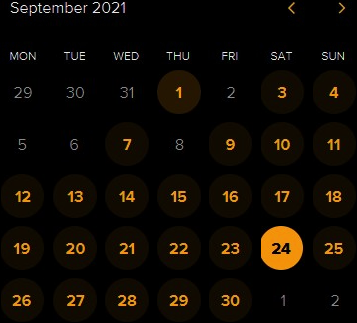 September 2021
MON TUE WED THU FRI SAT SUN
29 30 31 1 2 3 4
5 6 7 8 9 10 11
12 13 14 15 16 17 18
19 20 21 22 23 24 25
26 27 28 29 30 1 2